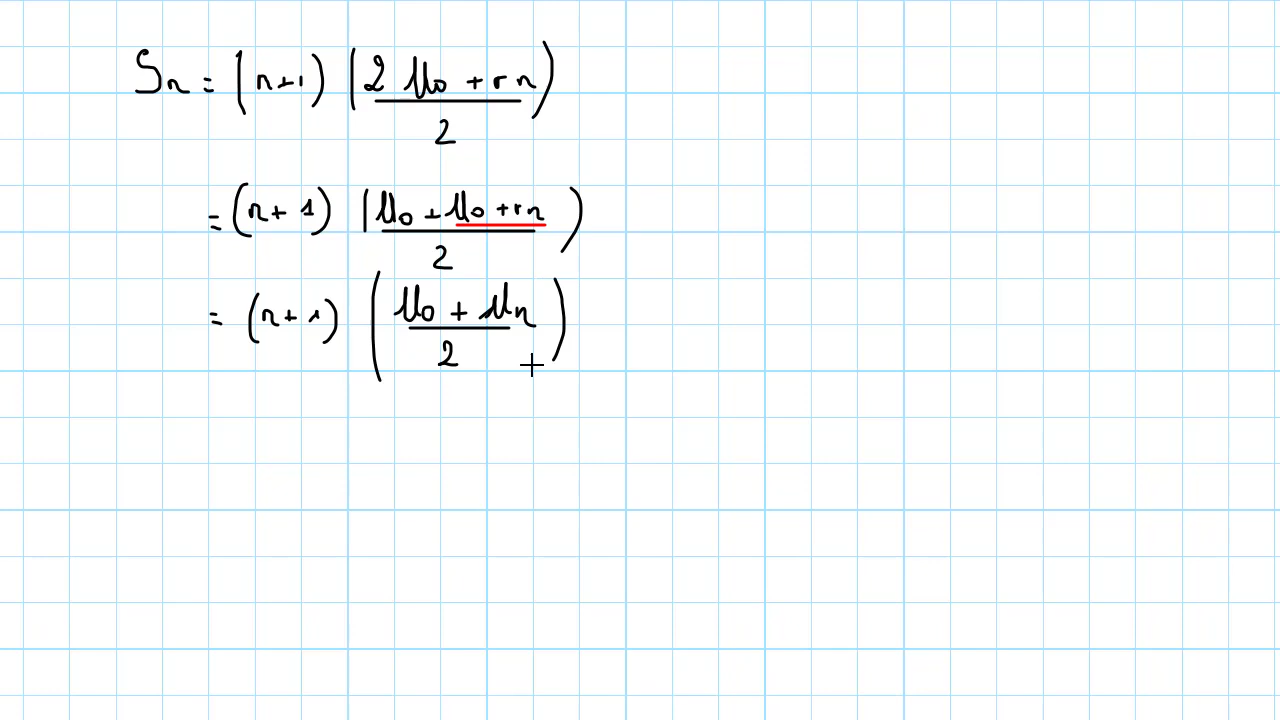 Sn = (n+1) (2 U0 + rn / 2)
= (n+1) (U0 + U0 + rn / 2)
= (n+1) (U0 + Un / 2)